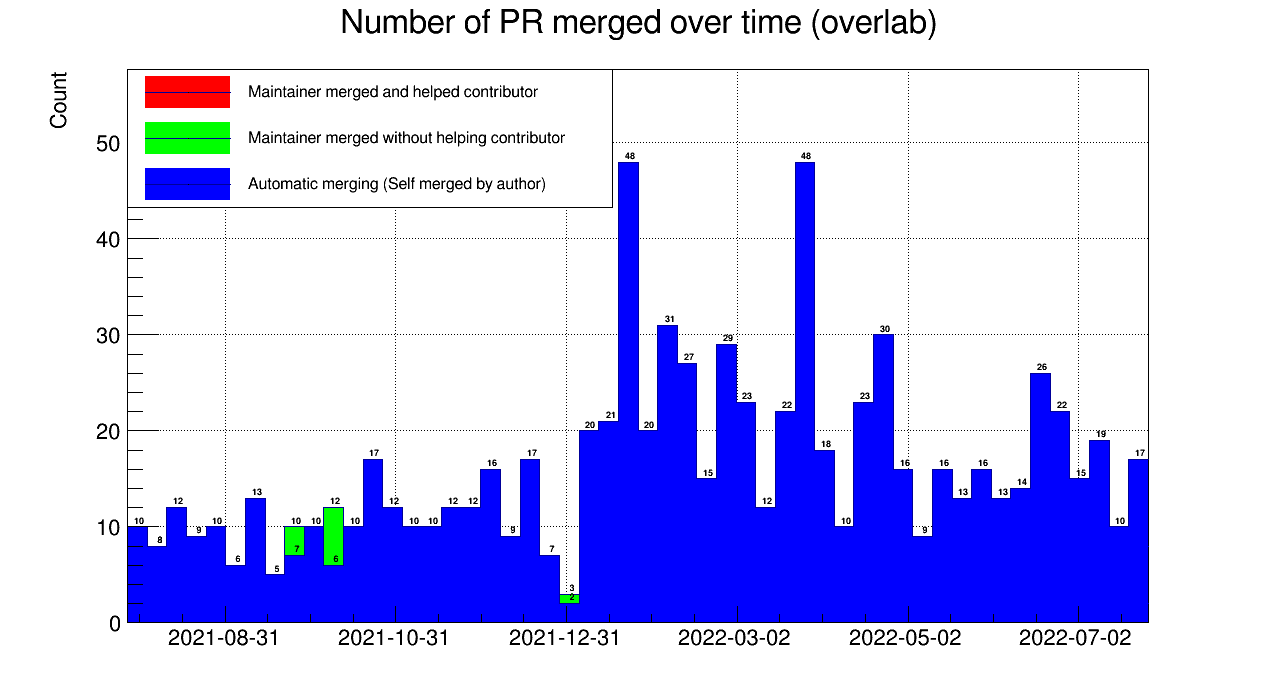 Number of PR merged over time (overlab)
Count
Maintainer merged and helped contributor
Maintainer merged without helping contributor
Automatic merging (Self merged by author)
50
40
30
20
10
0
10 8 12 9 10 6 13 5 10 7 10 12 6 10 17 12 10 10 12 12 16 9 17 7 3 2 20 21 48 20 31 27 15 29 23 12 22 48 18 10 23 30 16 9 16 13 16 13 14 26 22 15 19 10 17
2021-08-31 2021-10-31 2021-12-31 2022-03-02 2022-05-02 2022-07-02